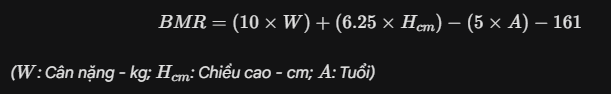 BMR = (10 × W) + (6.25 × H_cm) − (5 × A) − 161
(W: Cân nặng - kg; H_cm: Chiều cao - cm; A: Tuổi)